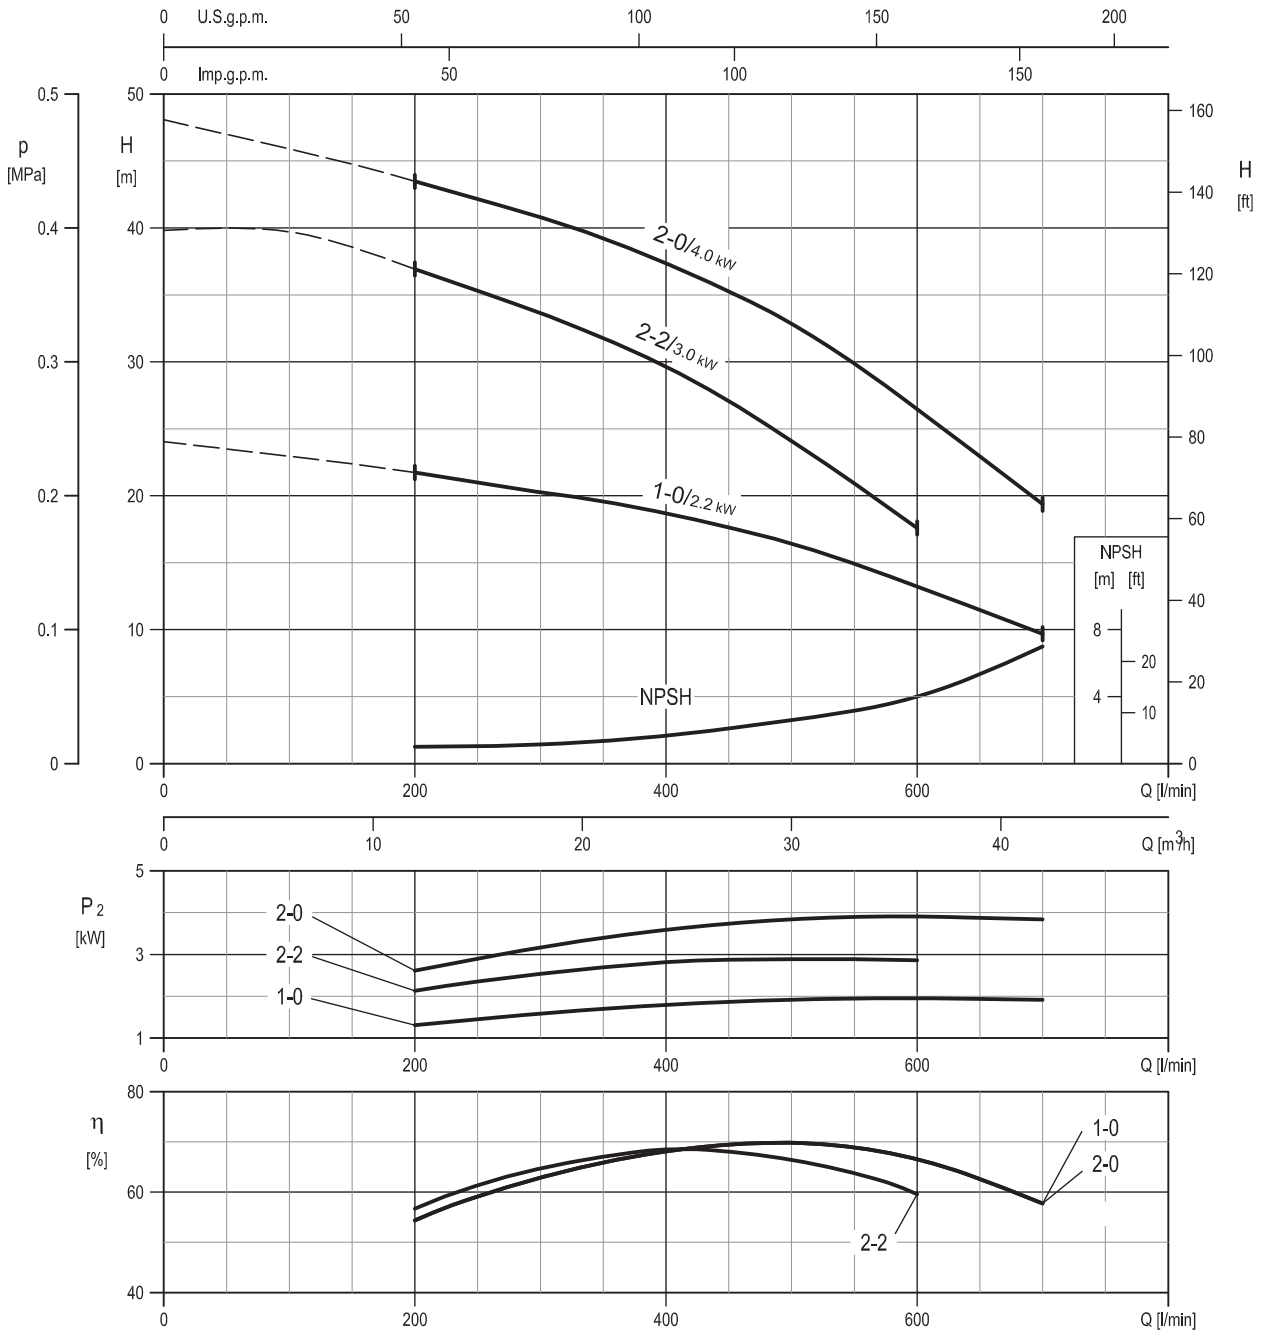 0 U.S.g.p.m. 50 100 150 200
0 Imp.g.p.m. 50 100 150
p
[MPa]
0.5
0.4
0.3
0.2
0.1
0
H
[m]
50
40
30
20
10
0
H
[ft]
160
140
120
100
80
60
40
20
0
2-0/4.0 kW
2-2/3.0 kW
1-0/2.2 kW
NPSH
NPSH
[m] [ft]
8
20
4
10
0 200 400 600 Q [l/min]
0 10 20 30 40 Q [m³/h]
P2
[kW]
5
3
1
2-0
2-2
1-0
0 200 400 600 Q [l/min]
η
[%]
80
60
40
1-0
2-0
2-2
0 200 400 600 Q [l/min]